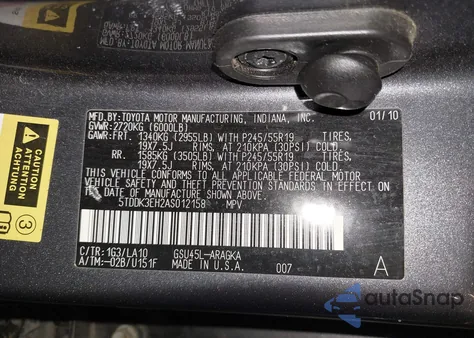 MFD.BY:TOYOTA MOTOR MANUFACTURING, INDIANA, INC. 01/10
GVWR:2720KG (6000LB)
GAWR:FRT. 1340KG (2955LB) WITH P245/55R19 TIRES,
19X7.5J RIMS, AT 210KPA (30PSI) COLD
RR. 1585KG (3505LB) WITH P245/55R19 TIRES,
19X7.5J RIMS, AT 210KPA (30PSI) COLD.
THIS VEHICLE CONFORMS TO ALL APPLICABLE FEDERAL MOTOR
VEHICLE SAFETY STANDARDS IN EFFECT ON THE DATE OF
MANUFACTURE SHOWN ABOVE.
5TDDK3EH2AS012158 MPV
C/TR:1G3/LA10 GSU45L-ARAGKA
A/TM:-02B/U151F MADE IN U.S.A. 007 A
CAUTION
ATTENTION
ACHTUNG
3
autoSnap